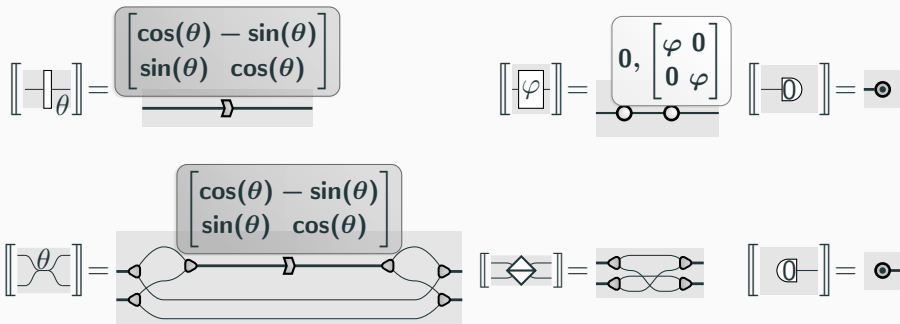 [cos(θ) − sin(θ)
sin(θ) cos(θ)]
⟦ θ ⟧ =
0, [φ 0
0 φ]
⟦ φ ⟧ =
⟦ 0 ⟧ =
[cos(θ) − sin(θ)
sin(θ) cos(θ)]
⟦ θ ⟧ =
⟦ ⟧ =
⟦ 0 ⟧ =